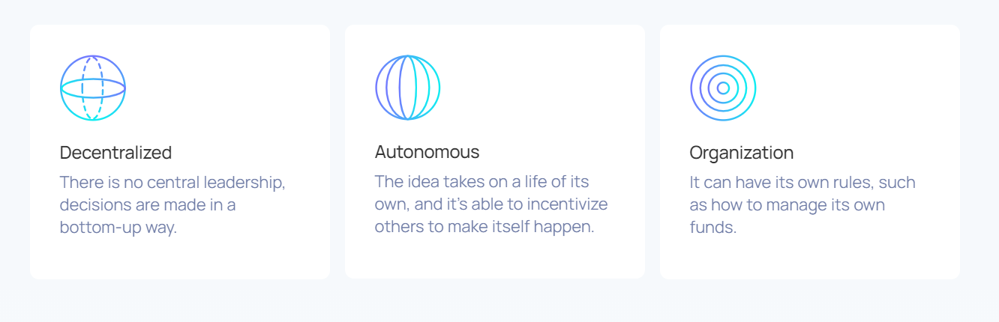 Decentralized
There is no central leadership,
decisions are made in a
bottom-up way.
Autonomous
The idea takes on a life of its
own, and it’s able to incentivize
others to make itself happen.
Organization
It can have its own rules, such
as how to manage its own
funds.